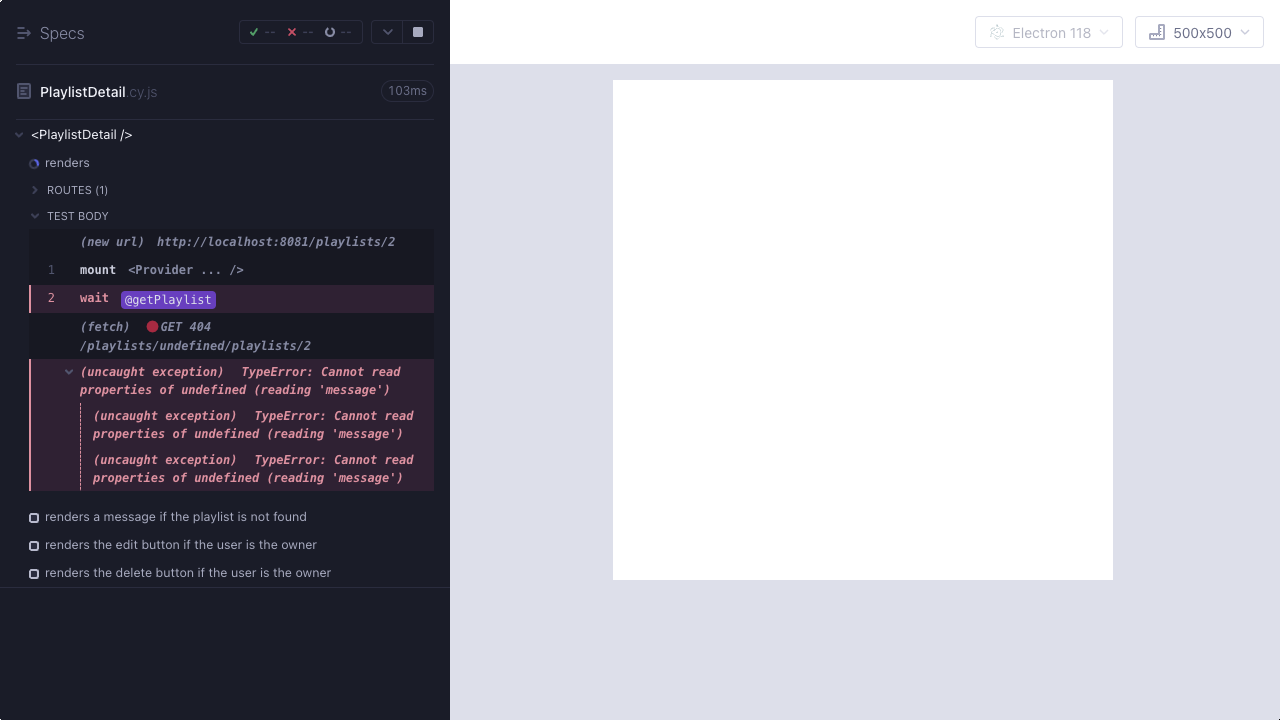 Specs
-- -- --
Electron 118
500x500
PlaylistDetail.cy.js
103ms
<PlaylistDetail />
renders
ROUTES (1)
TEST BODY
(new url) http://localhost:8081/playlists/2
1 mount <Provider ... />
2 wait @getPlaylist
(fetch) GET 404
/playlists/undefined/playlists/2
(uncaught exception) TypeError: Cannot read
properties of undefined (reading 'message')
(uncaught exception) TypeError: Cannot read
properties of undefined (reading 'message')
(uncaught exception) TypeError: Cannot read
properties of undefined (reading 'message')
renders a message if the playlist is not found
renders the edit button if the user is the owner
renders the delete button if the user is the owner